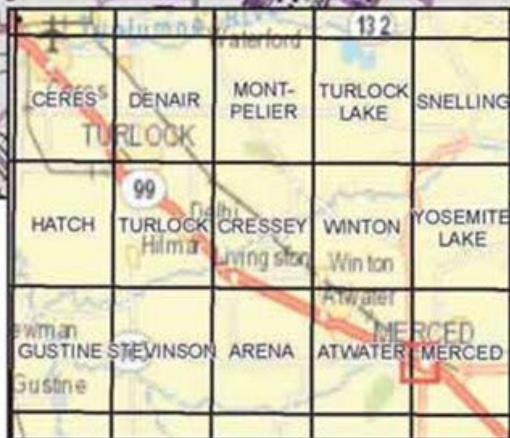 132
Waterford
CERES
DENAIR
MONT-
PELIER
TURLOCK
LAKE
SNELLING
TURLOCK
99
Delhi
HATCH
TURLOCK
CRESSEY
WINTON
YOSEMITE
LAKE
Hilmar
Livingston
Winton
Atwater
MERCED
GUSTINE
STEVINSON
ARENA
ATWATER
MERCED
Gustine